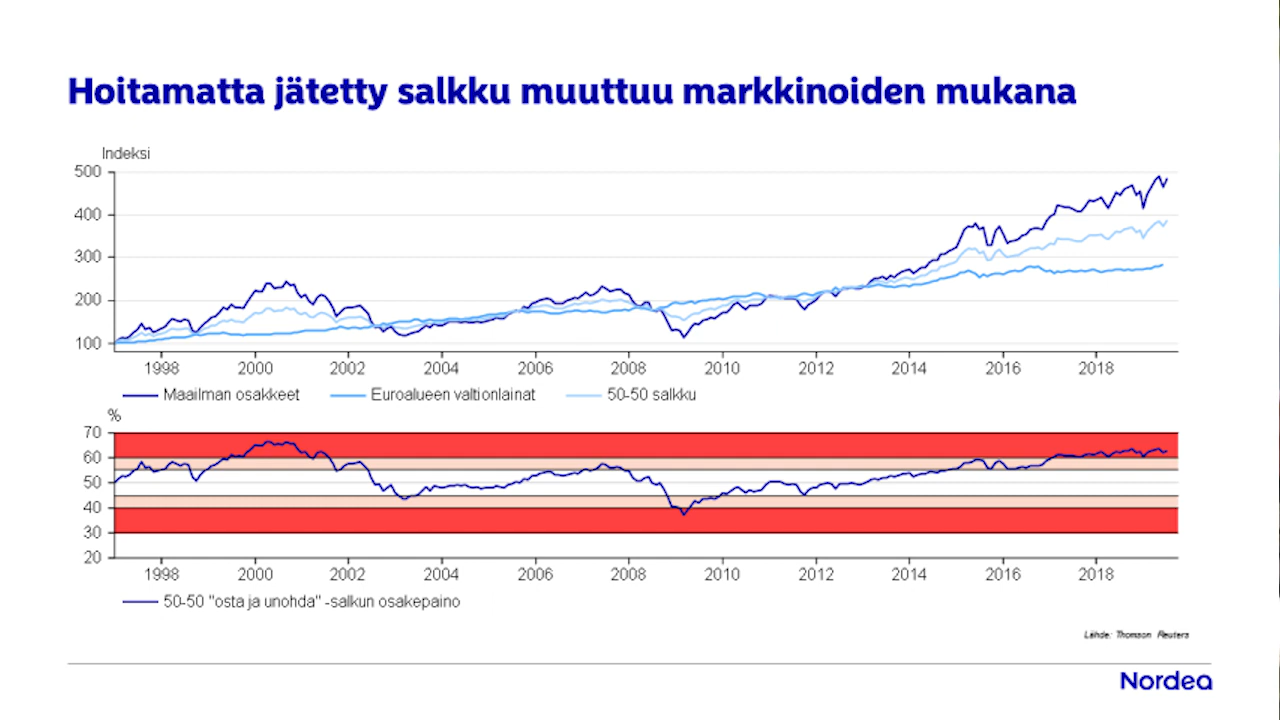 Hoitamatta jätetty salkku muuttuu markkinoiden mukana
Indeksi
500
400
300
200
100
1998 2000 2002 2004 2006 2008 2010 2012 2014 2016 2018
Maailman osakkeet Euroalueen valtionlainat 50-50 salkku
%
70
60
50
40
30
20
1998 2000 2002 2004 2006 2008 2010 2012 2014 2016 2018
50-50 "osta ja unohda" -salkun osakepaino
Lähde: Thomson Reuters
Nordea